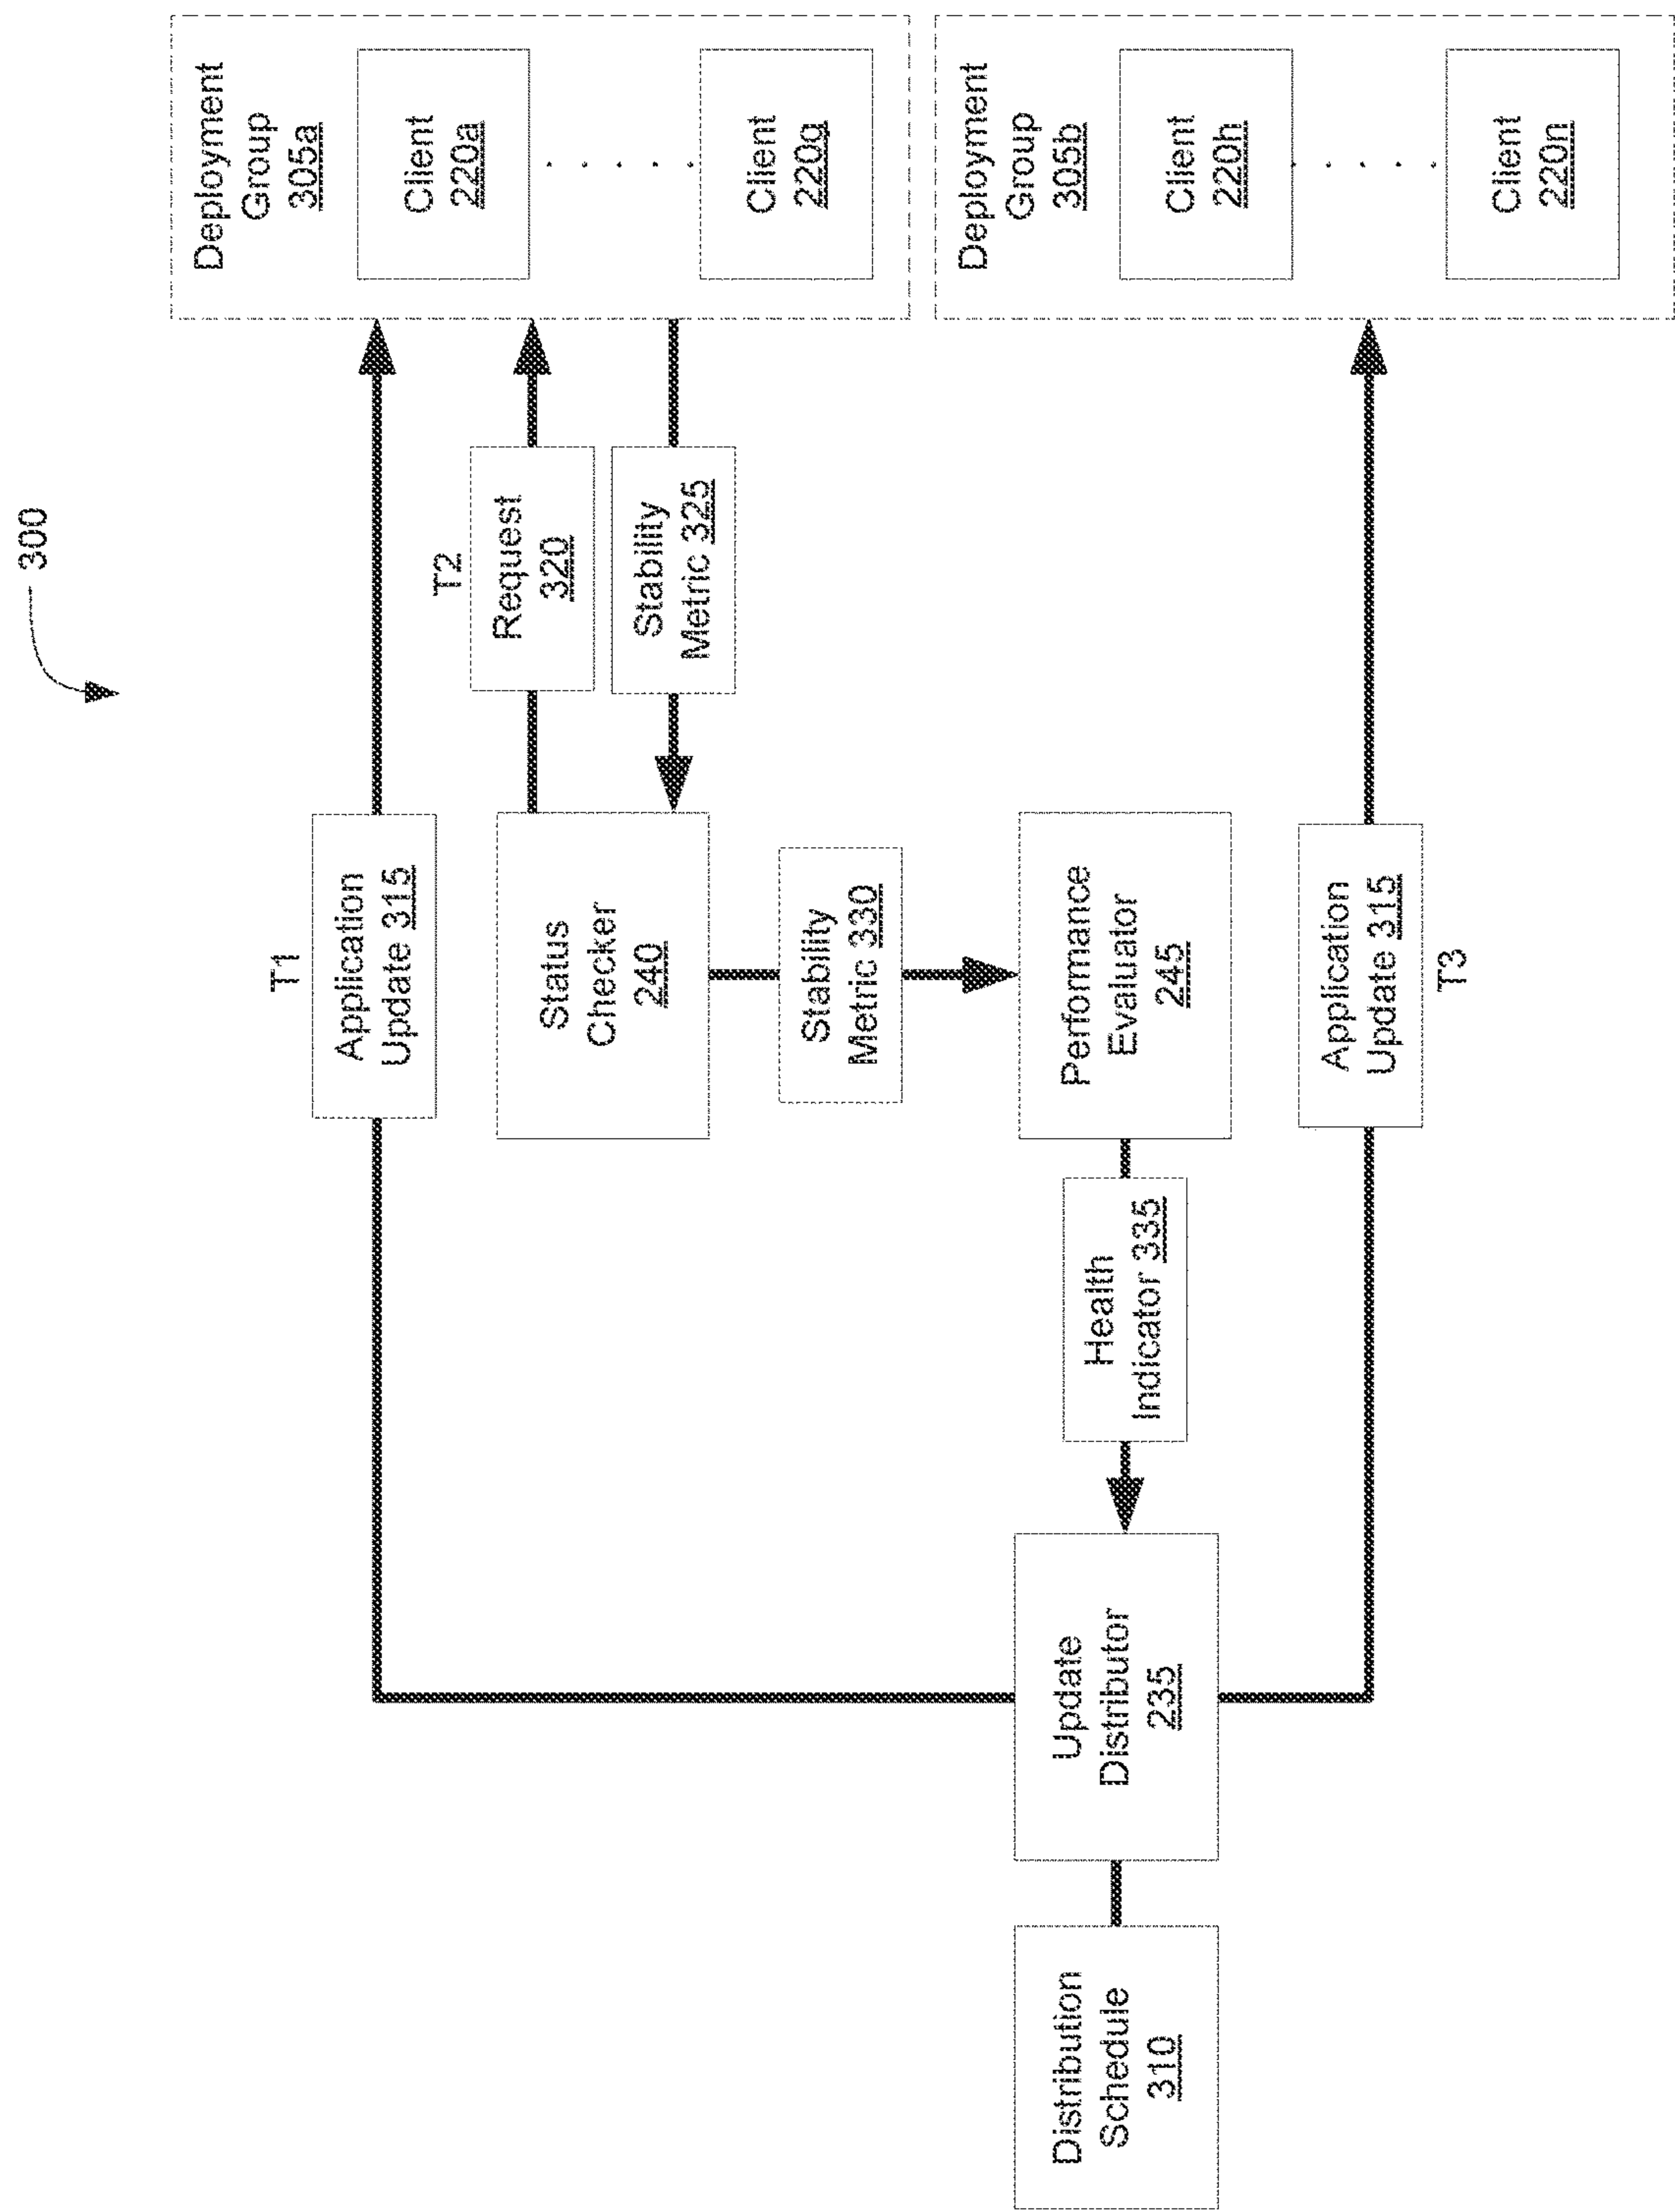 300
T1
Application
Update 315
T2
Request
320
Stability
Metric 325
Deployment
Group
305a
Client
220a
Client
220g
Status
Checker
240
Stability
Metric 330
Performance
Evaluator
245
Health
Indicator 335
Distribution
Schedule
310
Update
Distributor
235
Application
Update 315
T3
Deployment
Group
305b
Client
220h
Client
220n